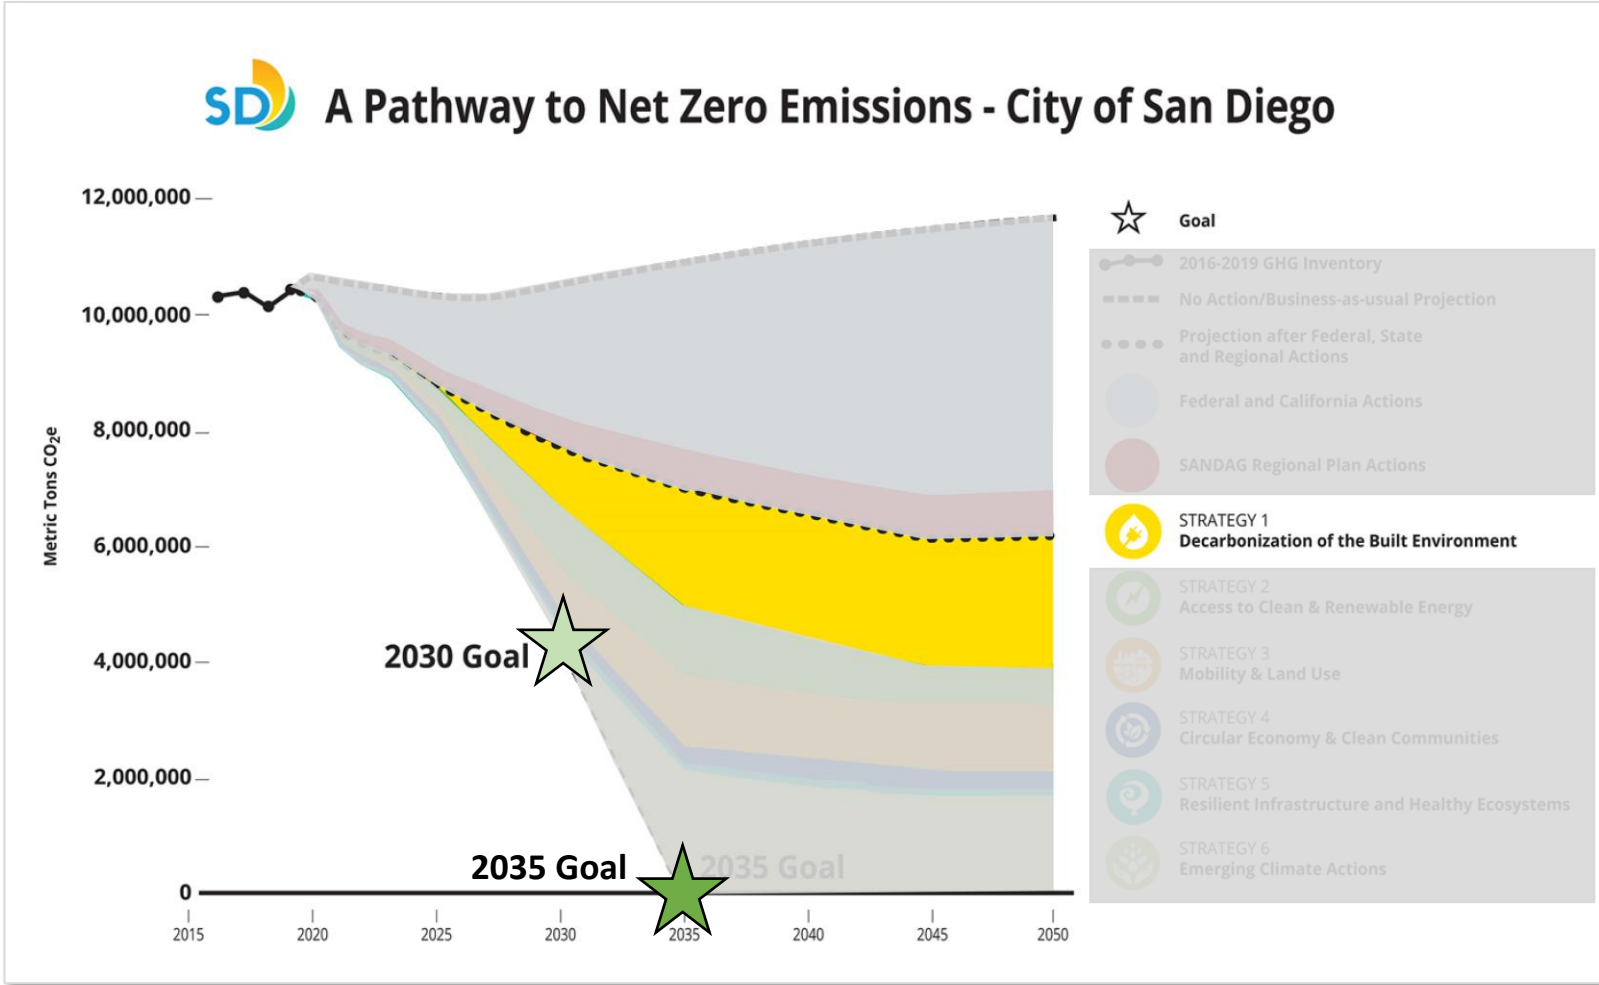 SD
A Pathway to Net Zero Emissions - City of San Diego
12,000,000
10,000,000
8,000,000
6,000,000
4,000,000
2,000,000
0
Metric Tons CO₂e
2015
2020
2025
2030
2035
2040
2045
2050
2030 Goal
2035 Goal
2035 Goal
Goal
2016-2019 GHG Inventory
No Action/Business-as-usual Projection
Projection after Federal, State
and Regional Actions
Federal and California Actions
SANDAG Regional Plan Actions
STRATEGY 1
Decarbonization of the Built Environment
STRATEGY 2
Access to Clean & Renewable Energy
STRATEGY 3
Mobility & Land Use
STRATEGY 4
Circular Economy & Clean Communities
STRATEGY 5
Resilient Infrastructure and Healthy Ecosystems
STRATEGY 6
Emerging Climate Actions